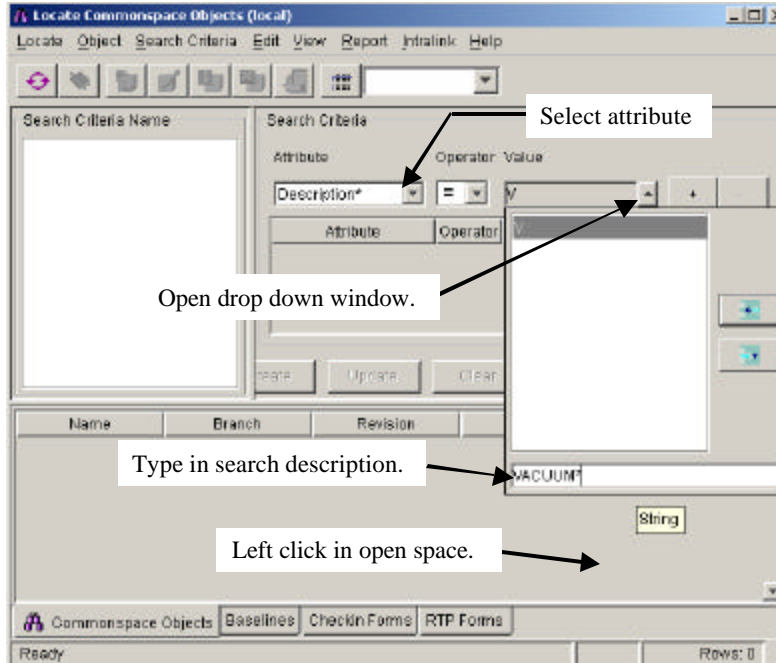 Locate Commonspace Objects (local)
Locate Object Search Criteria Edit View Report Intralink Help
Search Criteria Name
Search Criteria
Select attribute
Attribute Operator Value
Description* = V
+ -
Attribute Operator
V
Open drop down window.
Update Clear
Name Branch Revision
Type in search description.
VACUUM*
String
Left click in open space.
Commonspace Objects Baselines Checkin Forms RTP Forms
Ready Rows: 0